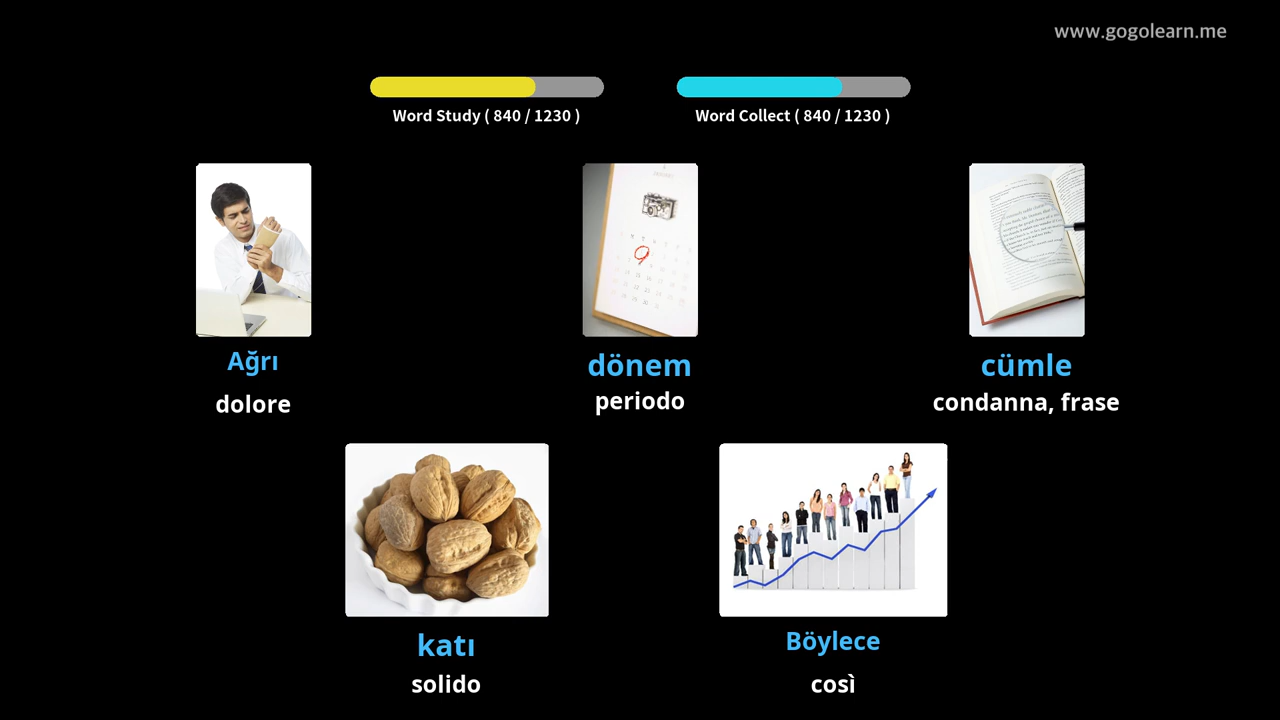 www.gogolearn.me
Word Study ( 840 / 1230 )
Word Collect ( 840 / 1230 )
Ağrı
dolore
dönem
periodo
cümle
condanna, frase
katı
solido
Böylece
così